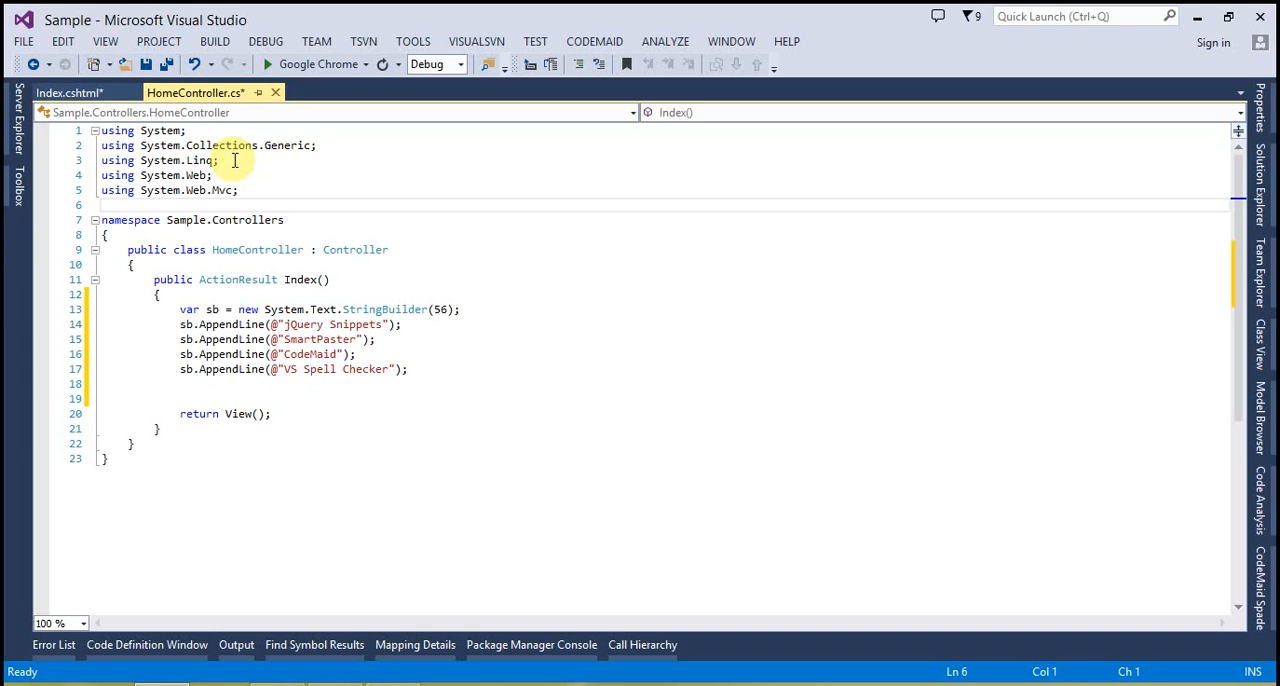 Sample - Microsoft Visual Studio
9
Quick Launch (Ctrl+Q)
FILE EDIT VIEW PROJECT BUILD DEBUG TEAM TSVN TOOLS VISUALSVN TEST CODEMAID ANALYZE WINDOW HELP
Sign in
Google Chrome Debug
Index.cshtml* HomeController.cs*
Sample.Controllers.HomeController Index()
1 using System;
2 using System.Collections.Generic;
3 using System.Linq;
4 using System.Web;
5 using System.Web.Mvc;
6
7 namespace Sample.Controllers
8 {
9 public class HomeController : Controller
10 {
11 public ActionResult Index()
12 {
13 var sb = new System.Text.StringBuilder(56);
14 sb.AppendLine(@"jQuery Snippets");
15 sb.AppendLine(@"SmartPaster");
16 sb.AppendLine(@"CodeMaid");
17 sb.AppendLine(@"VS Spell Checker");
18
19
20 return View();
21 }
22 }
23 }
Server Explorer
Toolbox
Properties
Solution Explorer
Team Explorer
Class View
Model Browser
Code Analysis
CodeMaid Spade
100 %
Error List Code Definition Window Output Find Symbol Results Mapping Details Package Manager Console Call Hierarchy
Ready Ln 6 Col 1 Ch 1 INS